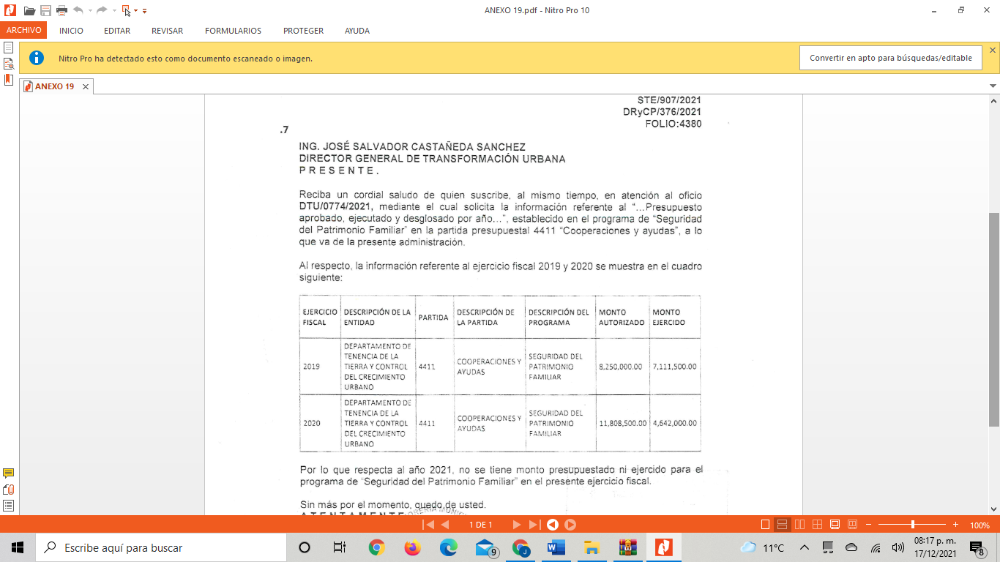 ANEXO 19.pdf - Nitro Pro 10
ARCHIVO INICIO EDITAR REVISAR FORMULARIOS PROTEGER AYUDA
Nitro Pro ha detectado esto como documento escaneado o imagen.
Convertir en apto para búsquedas/editable
ANEXO 19
STE/907/2021
DRyCP/376/2021
FOLIO:4380
.7
ING. JOSÉ SALVADOR CASTAÑEDA SANCHEZ
DIRECTOR GENERAL DE TRANSFORMACIÓN URBANA
P R E S E N T E .
Reciba un cordial saludo de quien suscribe, al mismo tiempo, en atención al oficio
DTU/0774/2021, mediante el cual solicita la información referente al “...Presupuesto
aprobado, ejecutado y desglosado por año...”, establecido en el programa de “Seguridad
del Patrimonio Familiar” en la partida presupuestal 4411 “Cooperaciones y ayudas”, a lo
que va de la presente administración.
Al respecto, la información referente al ejercicio fiscal 2019 y 2020 se muestra en el cuadro
siguiente:
EJERCICIO FISCAL
DESCRIPCIÓN DE LA ENTIDAD
PARTIDA
DESCRIPCIÓN DE LA PARTIDA
DESCRIPCIÓN DEL PROGRAMA
MONTO AUTORIZADO
MONTO EJERCIDO
2019
DEPARTAMENTO DE
TENENCIA DE LA
TIERRA Y CONTROL
DEL CRECIMIENTO
URBANO
4411
COOPERACIONES Y
AYUDAS
SEGURIDAD DEL
PATRIMONIO
FAMILIAR
8,250,000.00
7,111,500.00
2020
DEPARTAMENTO DE
TENENCIA DE LA
TIERRA Y CONTROL
DEL CRECIMIENTO
URBANO
4411
COOPERACIONES Y
AYUDAS
SEGURIDAD DEL
PATRIMONIO
FAMILIAR
11,808,500.00
4,642,000.00
Por lo que respecta al año 2021, no se tiene monto presupuestado ni ejercido para el
programa de “Seguridad del Patrimonio Familiar” en el presente ejercicio fiscal.
Sin más por el momento, quedo de usted.
A T E N T A M E N T E
1 DE 1
100%
Escribe aquí para buscar
9
J
11°C
08:17 p. m.
17/12/2021
8